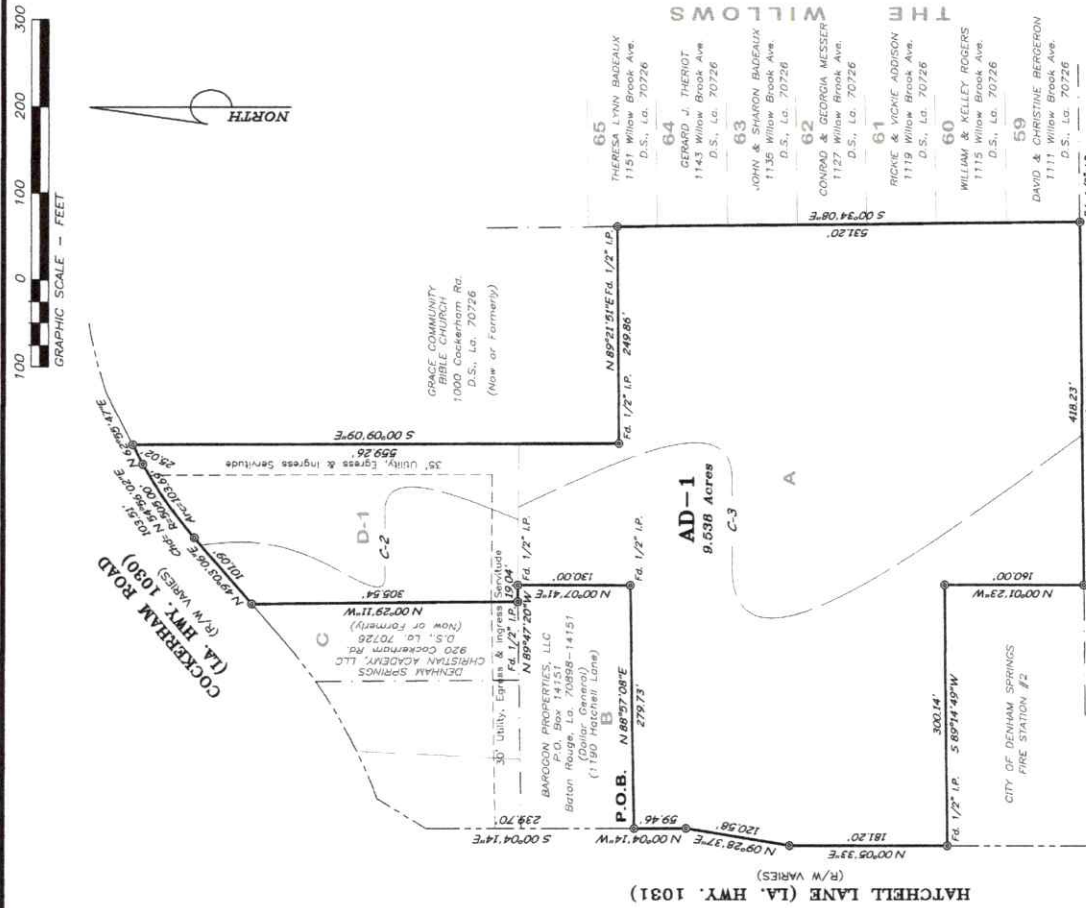 100 0 100 200 300
GRAPHIC SCALE - FEET
NORTH
COCKERHAM ROAD
(LA. HWY. 1030)
(R/W VARIES)
N 62°55'47"E
25.02'
103.51'
Chd= N 54°56'02"E
R=505.00'
Arc=103.69'
N 49°03'06"E
101.09'
GRACE COMMUNITY
BIBLE CHURCH
1000 Cockerham Rd.
D.S., La. 70726
(Now or Formerly)
S 00°09'09"E
559.26'
35' Utility, Egress & Ingress Servitude
D-1
C-2
N 00°29'11"W
305.54'
C
DENHAM SPRINGS
CHRISTIAN ACADEMY, LLC
920 Cockerham Rd.
D.S., La. 70726
(Now or Formerly)
30' Utility, Egress & Ingress Servitude
Fd. 1/2" I.P. 19.04' Fd. 1/2" I.P.
N 89°47'20"W
BAROCON PROPERTIES, LLC
P.O. Box 14151
Baton Rouge, La. 70898-14151
(Dollar General)
(1190 Hatchell Lane)
B
N 00°07'41"E
130.00'
Fd. 1/2" I.P.
N 88°57'08"E
279.73'
P.O.B.
S 00°04'14"E
239.70'
N 00°04'14"W
59.46'
N 09°28'37"E
120.58'
N 00°05'33"E
181.20'
HATCHELL LANE (LA. HWY. 1031)
(R/W VARIES)
Fd. 1/2" I.P. S 89°14'49"W
300.14'
CITY OF DENHAM SPRINGS
FIRE STATION #2
N 00°01'23"W
160.00'
418.23'
AD-1
9.538 Acres
C-3
A
Fd. 1/2" I.P.
N 89°21'51"E Fd. 1/2" I.P.
Fd. 1/2" I.P. 249.86'
S 00°34'08"E
531.20'
THE WILLOWS
65
THERESA LYNN BADEAUX
1151 Willow Brook Ave.
D.S., La. 70726
64
GERARD J. THERIOT
1143 Willow Brook Ave.
D.S., La. 70726
63
JOHN & SHARON BADEAUX
1135 Willow Brook Ave.
D.S., La. 70726
62
CONRAD & GEORGIA MESSER
1127 Willow Brook Ave.
D.S., La. 70726
61
RICKIE & VICKIE ADDISON
1119 Willow Brook Ave.
D.S., La. 70726
60
WILLIAM & KELLEY ROGERS
1115 Willow Brook Ave.
D.S., La. 70726
59
DAVID & CHRISTINE BERGERON
1111 Willow Brook Ave.
D.S., La. 70726